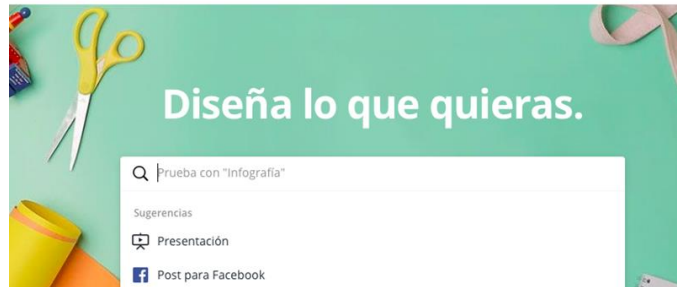 Diseña lo que quieras.
Prueba con "Infografía"
Sugerencias
Presentación
Post para Facebook